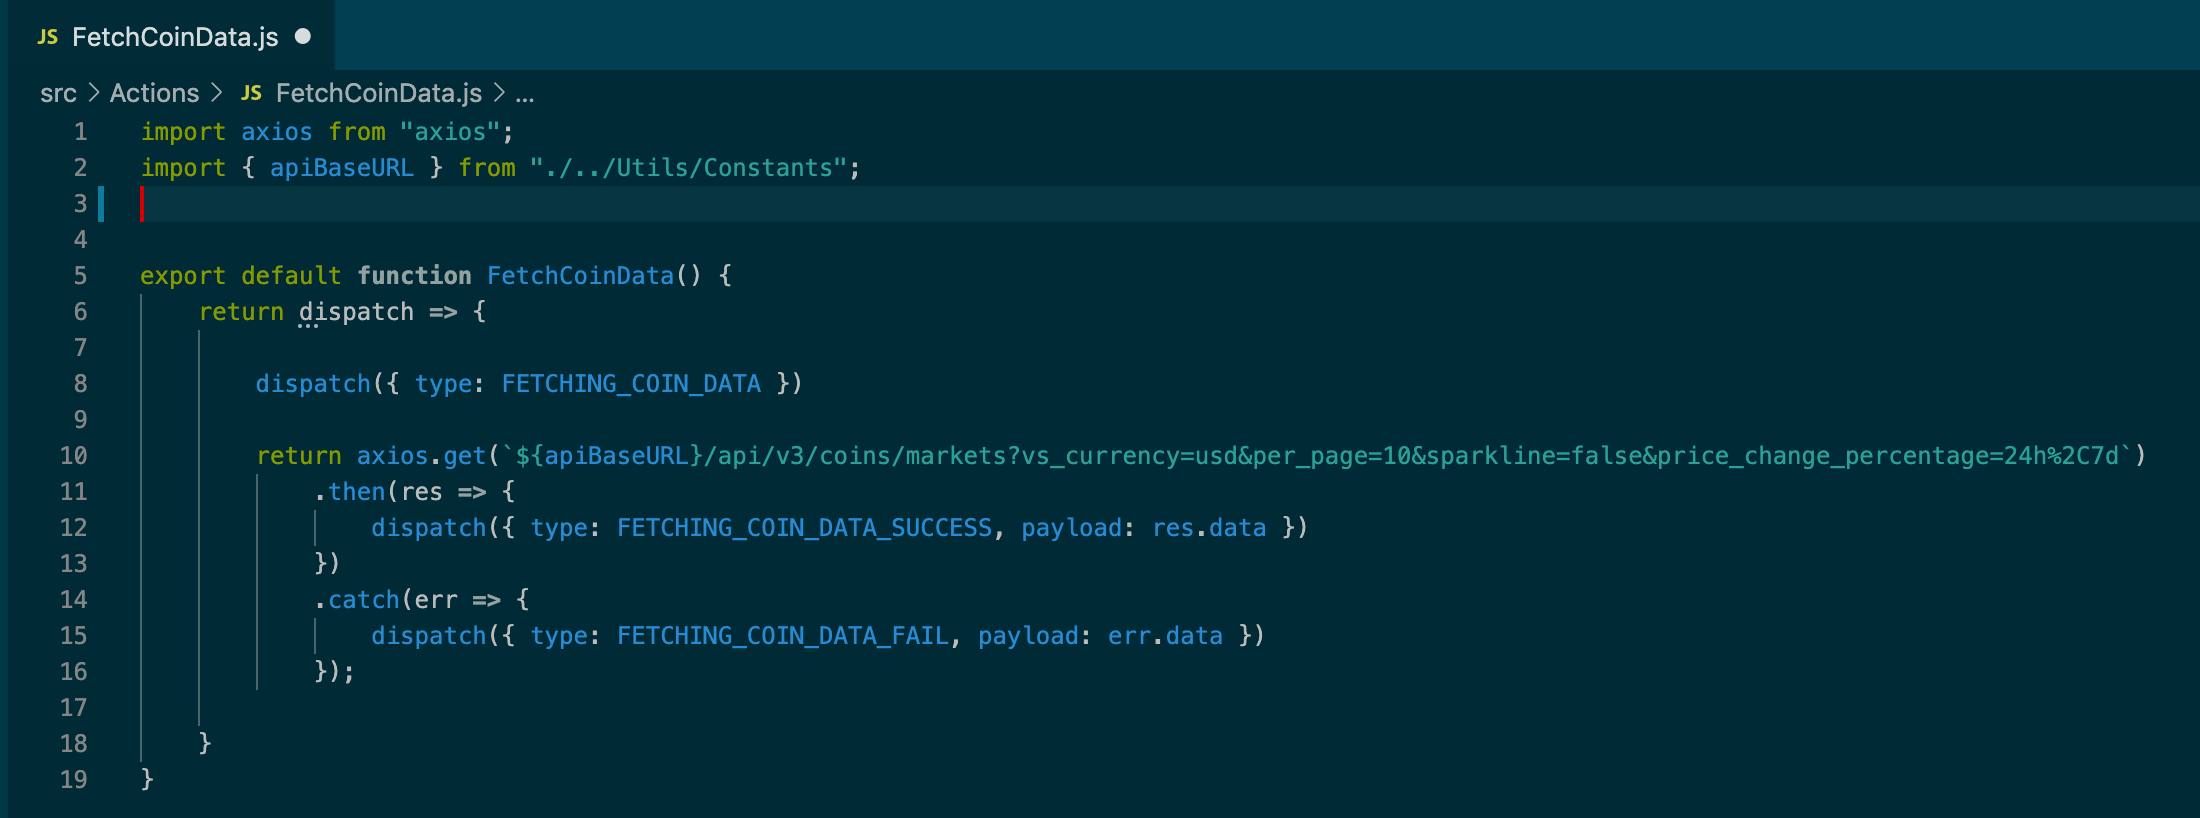 JS FetchCoinData.js
src > Actions > JS FetchCoinData.js > ...
1 import axios from "axios";
2 import { apiBaseURL } from "./../Utils/Constants";
3
4
5 export default function FetchCoinData() {
6 return dispatch => {
7
8 dispatch({ type: FETCHING_COIN_DATA })
9
10 return axios.get(`${apiBaseURL}/api/v3/coins/markets?vs_currency=usd&per_page=10&sparkline=false&price_change_percentage=24h%2C7d`)
11 .then(res => {
12 dispatch({ type: FETCHING_COIN_DATA_SUCCESS, payload: res.data })
13 })
14 .catch(err => {
15 dispatch({ type: FETCHING_COIN_DATA_FAIL, payload: err.data })
16 });
17
18 }
19 }